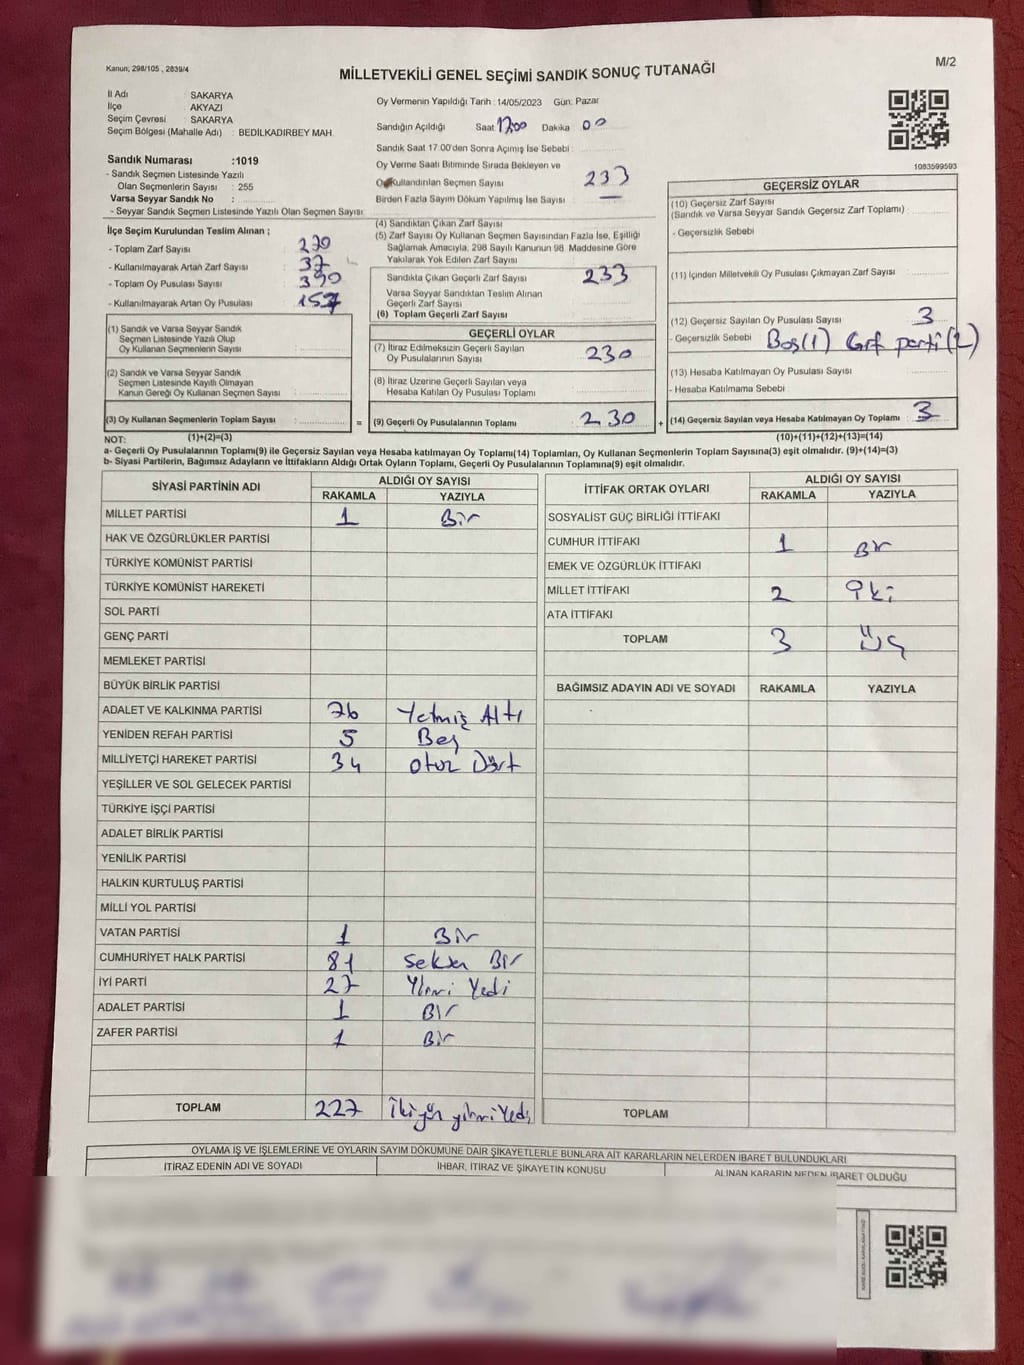 Kanun; 298/105 , 2839/4
M/2
MİLLETVEKİLİ GENEL SEÇİMİ SANDIK SONUÇ TUTANAĞI
İl Adı : SAKARYA
İlçe : AKYAZI
Seçim Çevresi : SAKARYA
Seçim Bölgesi (Mahalle Adı) : BEDİLKADIRBEY MAH.
Sandık Numarası :1019
- Sandık Seçmen Listesinde Yazılı
Olan Seçmenlerin Sayısı : 255
Varsa Seyyar Sandık No :
- Seyyar Sandık Seçmen Listesinde Yazılı Olan Seçmen Sayısı :
Oy Vermenin Yapıldığı Tarih : 14/05/2023 Gün: Pazar
Sandığın Açıldığı Saat 17:00 Dakika 00
Sandık Saat 17:00'den Sonra Açımış İse Sebebi :
Oy Verme Saati Bitiminde Sırada Bekleyen ve
Oy Kullandırılan Seçmen Sayısı : 233
Birden Fazla Sayım Döküm Yapılmış İse Sayısı : —
1083599593
İlçe Seçim Kurulundan Teslim Alınan ;
- Toplam Zarf Sayısı : 270
- Kullanılmayarak Artan Zarf Sayısı : 37
- Toplam Oy Pusulası Sayısı : 390
- Kullanılmayarak Artan Oy Pusulası : 157
(1) Sandık ve Varsa Seyyar Sandık
Seçmen Listesinde Yazılı Olup
Oy Kullanan Seçmenlerin Sayısı :
(2) Sandık ve Varsa Seyyar Sandık
Seçmen Listesinde Kayıtlı Olmayan
Kanun Gereği Oy Kullanan Seçmen Sayısı :
(3) Oy Kullanan Seçmenlerin Toplam Sayısı :
(1)+(2)=(3)
(4) Sandıktan Çıkan Zarf Sayısı :
(5) Zarf Sayısı Oy Kullanan Seçmen Sayısından Fazla İse, Eşitliği
Sağlamak Amacıyla, 298 Sayılı Kanunun 98. Maddesine Göre
Yakılarak Yok Edilen Zarf Sayısı :
Sandıkta Çıkan Geçerli Zarf Sayısı : 233
Varsa Seyyar Sandıktan Teslim Alınan
Geçerli Zarf Sayısı :
(6) Toplam Geçerli Zarf Sayısı :
GEÇERLİ OYLAR
(7) İtiraz Edilmeksizin Geçerli Sayılan
Oy Pusulalarının Sayısı : 230
(8) İtiraz Üzerine Geçerli Sayılan veya
Hesaba Katılan Oy Pusulası Toplamı :
= (9) Geçerli Oy Pusulalarının Toplamı : 230 +
GEÇERSİZ OYLAR
(10) Geçersiz Zarf Sayısı
(Sandık ve Varsa Seyyar Sandık Geçersiz Zarf Toplamı) :
- Geçersizlik Sebebi :
(11) İçinden Milletvekili Oy Pusulası Çıkmayan Zarf Sayısı :
(12) Geçersiz Sayılan Oy Pusulası Sayısı : 3
- Geçersizlik Sebebi : Boş(1) Çift parti(2)
(13) Hesaba Katılmayan Oy Pusulası Sayısı :
- Hesaba Katılmama Sebebi :
(14) Geçersiz Sayılan veya Hesaba Katılmayan Oy Toplamı : 3
(10)+(11)+(12)+(13)=(14)
NOT:
a- Geçerli Oy Pusulalarının Toplamı(9) ile Geçersiz Sayılan veya Hesaba katılmayan Oy Toplamı(14) Toplamları, Oy Kullanan Seçmenlerin Toplam Sayısına(3) eşit olmalıdır. (9)+(14)=(3)
b- Siyasi Partilerin, Bağımsız Adayların ve İttifakların Aldığı Ortak Oyların Toplamı, Geçerli Oy Pusulalarının Toplamına(9) eşit olmalıdır.
SİYASİ PARTİNİN ADI ALDIĞI OY SAYISI
RAKAMLA YAZIYLA
MİLLET PARTİSİ 1 Bir
HAK VE ÖZGÜRLÜKLER PARTİSİ
TÜRKİYE KOMÜNİST PARTİSİ
TÜRKİYE KOMÜNİST HAREKETİ
SOL PARTİ
GENÇ PARTİ
MEMLEKET PARTİSİ
BÜYÜK BİRLİK PARTİSİ
ADALET VE KALKINMA PARTİSİ 76 Yetmiş Altı
YENİDEN REFAH PARTİSİ 5 Beş
MİLLİYETÇİ HAREKET PARTİSİ 34 Otuz Dört
YEŞİLLER VE SOL GELECEK PARTİSİ
TÜRKİYE İŞÇİ PARTİSİ
ADALET BİRLİK PARTİSİ
YENİLİK PARTİSİ
HALKIN KURTULUŞ PARTİSİ
MİLLİ YOL PARTİSİ
VATAN PARTİSİ 1 Bir
CUMHURİYET HALK PARTİSİ 81 Seksen Bir
İYİ PARTİ 27 Yirmi Yedi
ADALET PARTİSİ 1 Bir
ZAFER PARTİSİ 1 Bir
TOPLAM 227 İkiyüz yirmi Yedi
İTTİFAK ORTAK OYLARI ALDIĞI OY SAYISI
RAKAMLA YAZIYLA
SOSYALİST GÜÇ BİRLİĞİ İTTİFAKI
CUMHUR İTTİFAKI 1 Bir
EMEK VE ÖZGÜRLÜK İTTİFAKI
MİLLET İTTİFAKI 2 İki
ATA İTTİFAKI
TOPLAM 3 Üç
BAĞIMSIZ ADAYIN ADI VE SOYADI RAKAMLA YAZIYLA
TOPLAM
OYLAMA İŞ VE İŞLEMLERİNE VE OYLARIN SAYIM DÖKÜMÜNE DAİR ŞİKAYETLERLE BUNLARA AİT KARARLARIN NELERDEN İBARET BULUNDUKLARI
İTİRAZ EDENİN ADI VE SOYADI İHBAR, İTİRAZ VE ŞİKAYETİN KONUSU ALINAN KARARIN NEDEN İBARET OLDUĞU